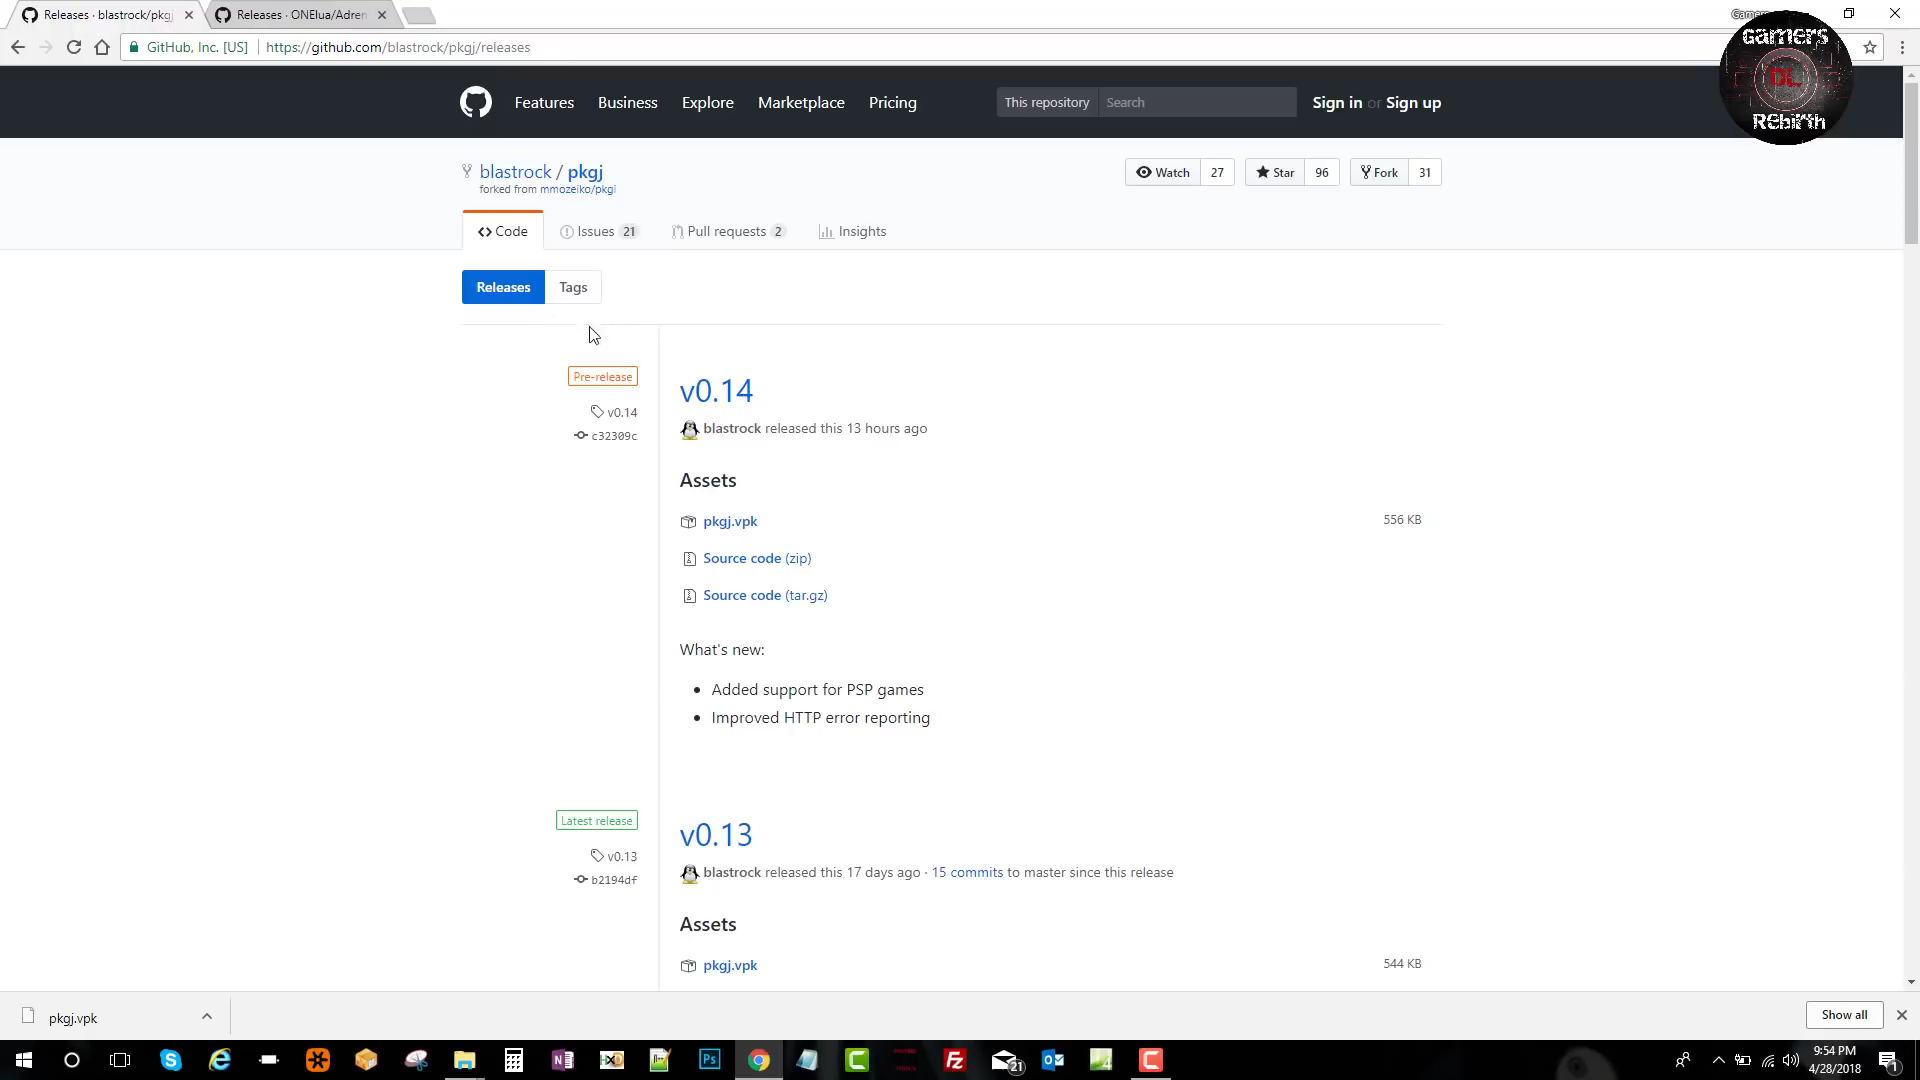 Releases · blastrock/pkgj
Releases · ONElua/Adren
GitHub, Inc. [US]
https://github.com/blastrock/pkgj/releases
GamersDL
REbirth
Features
Business
Explore
Marketplace
Pricing
This repository
Search
Sign in or Sign up
blastrock / pkgj
forked from mmozeiko/pkgi
Watch 27
Star 96
Fork 31
Code
Issues 21
Pull requests 2
Insights
Releases
Tags
Pre-release
v0.14
c32309c
v0.14
blastrock released this 13 hours ago
Assets
pkgj.vpk
556 KB
Source code (zip)
Source code (tar.gz)
What's new:
Added support for PSP games
Improved HTTP error reporting
Latest release
v0.13
b2194df
v0.13
blastrock released this 17 days ago · 15 commits to master since this release
Assets
pkgj.vpk
544 KB
pkgj.vpk
Show all
21
9:54 PM
4/28/2018
1